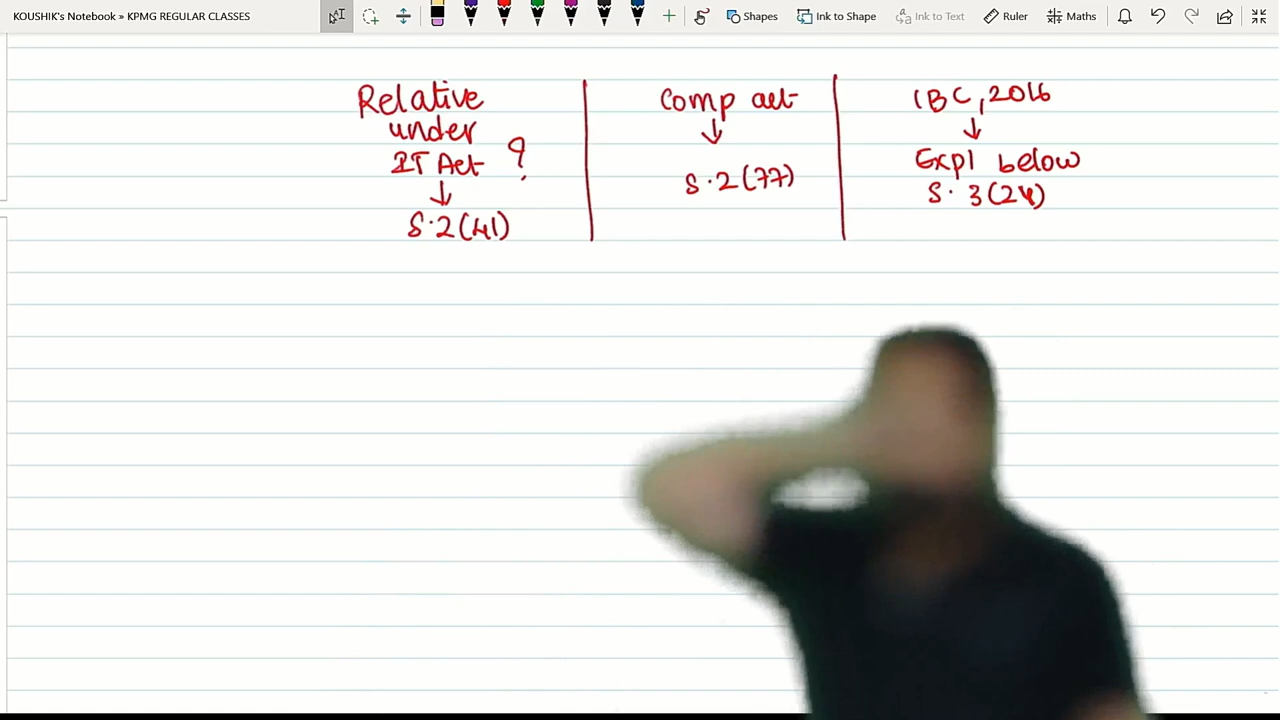 KOUSHIK's Notebook » KPMG REGULAR CLASSES
Shapes
Ink to Shape
Ink to Text
Ruler
Maths
Relative
under
IT Act ?
↓
S.2(41)
Comp act
↓
S.2(77)
IBC, 2016
↓
Expl below
S. 3(24)